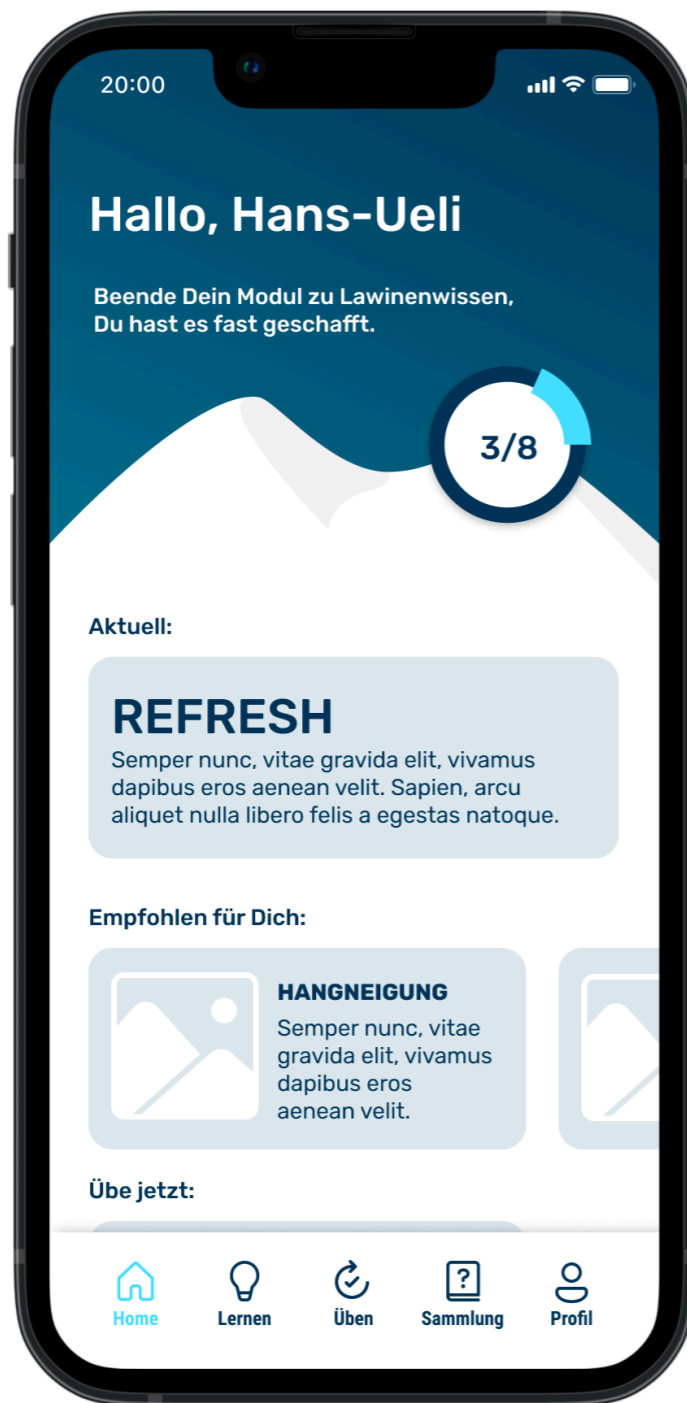 20:00
Hallo, Hans-Ueli
Beende Dein Modul zu Lawinenwissen,
Du hast es fast geschafft.
3/8
Aktuell:
REFRESH
Semper nunc, vitae gravida elit, vivamus
dapibus eros aenean velit. Sapien, arcu
aliquet nulla libero felis a egestas natoque.
Empfohlen für Dich:
HANGNEIGUNG
Semper nunc, vitae
gravida elit, vivamus
dapibus eros
aenean velit.
Übe jetzt:
?
Home Lernen Üben Sammlung Profil